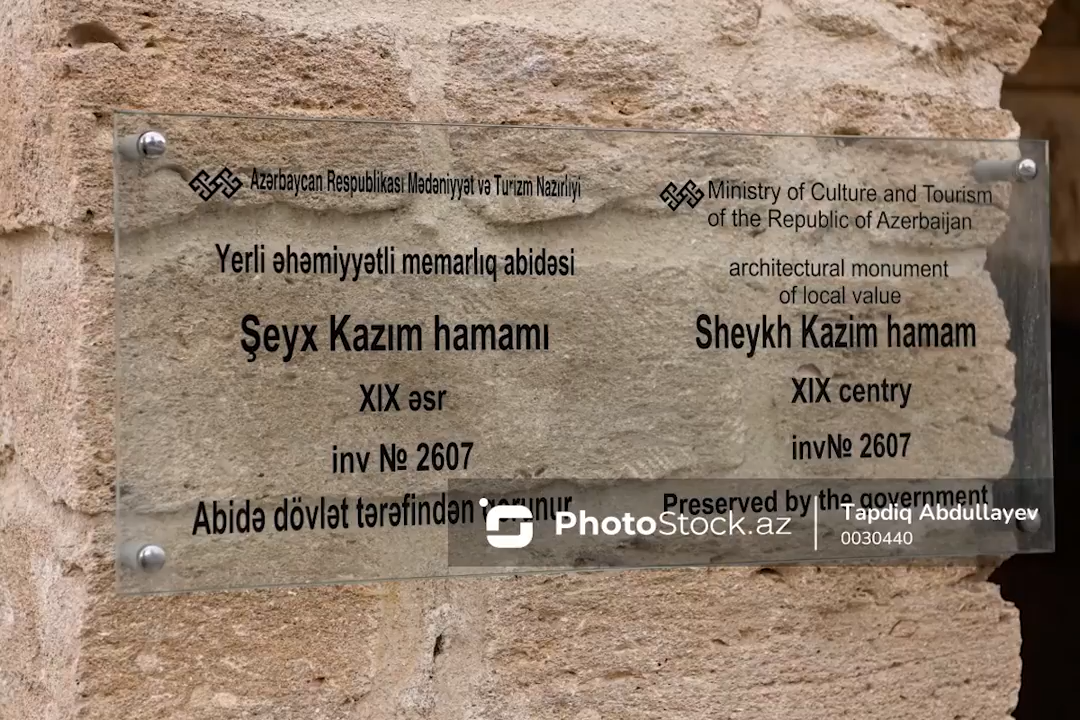 Azərbaycan Respublikası Mədəniyyət və Turizm Nazirliyi
Yerli əhəmiyyətli memarlıq abidəsi
Şeyx Kazım hamamı
XIX əsr
inv № 2607
Abidə dövlət tərəfindən qorunur
Ministry of Culture and Tourism
of the Republic of Azerbaijan
architectural monument
of local value
Sheykh Kazim hamam
XIX centry
inv№ 2607
Preserved by the government
PhotoStock.az
Tapdiq Abdullayev
0030440